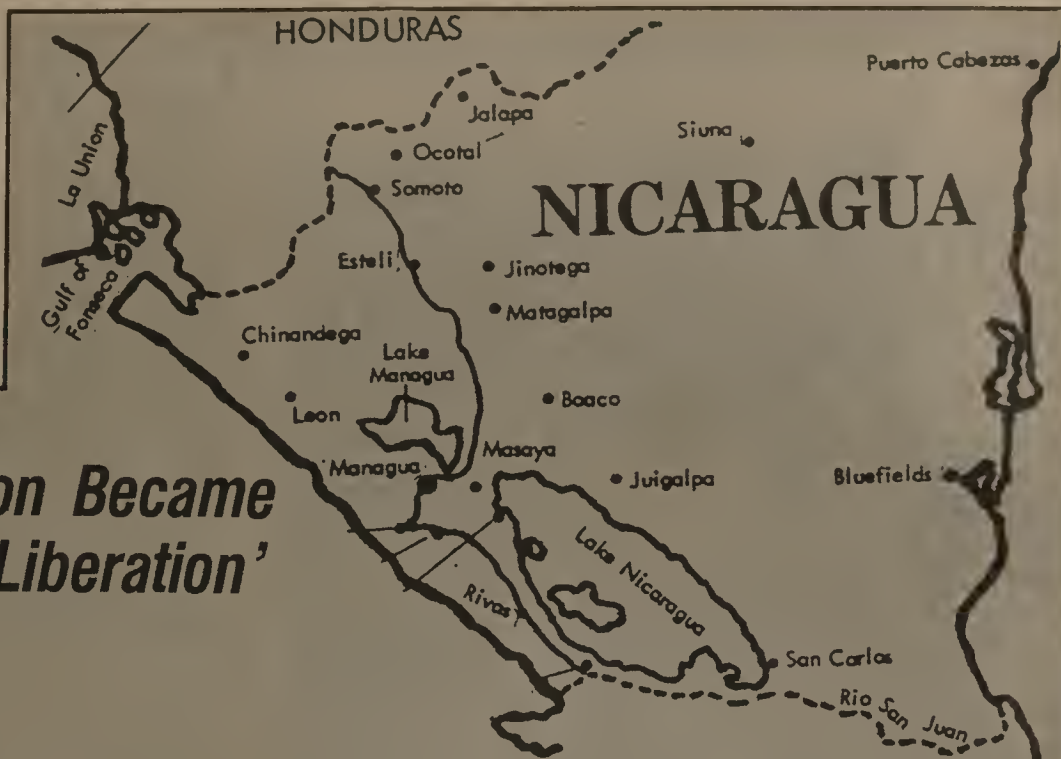 HONDURAS
Puerto Cabezas
Jalapa
Siuna
Ocotal
La Union
Somoto
NICARAGUA
Esteli
Jinotega
Gulf of
Fonseca
Matagalpa
Chinandega
Lake
Managua
Leon
Boaco
Masaya
Managua
Juigalpa
Bluefields
on Became
Liberation'
Lake Nicaragua
Rivas
San Carlos
Rio San Juan